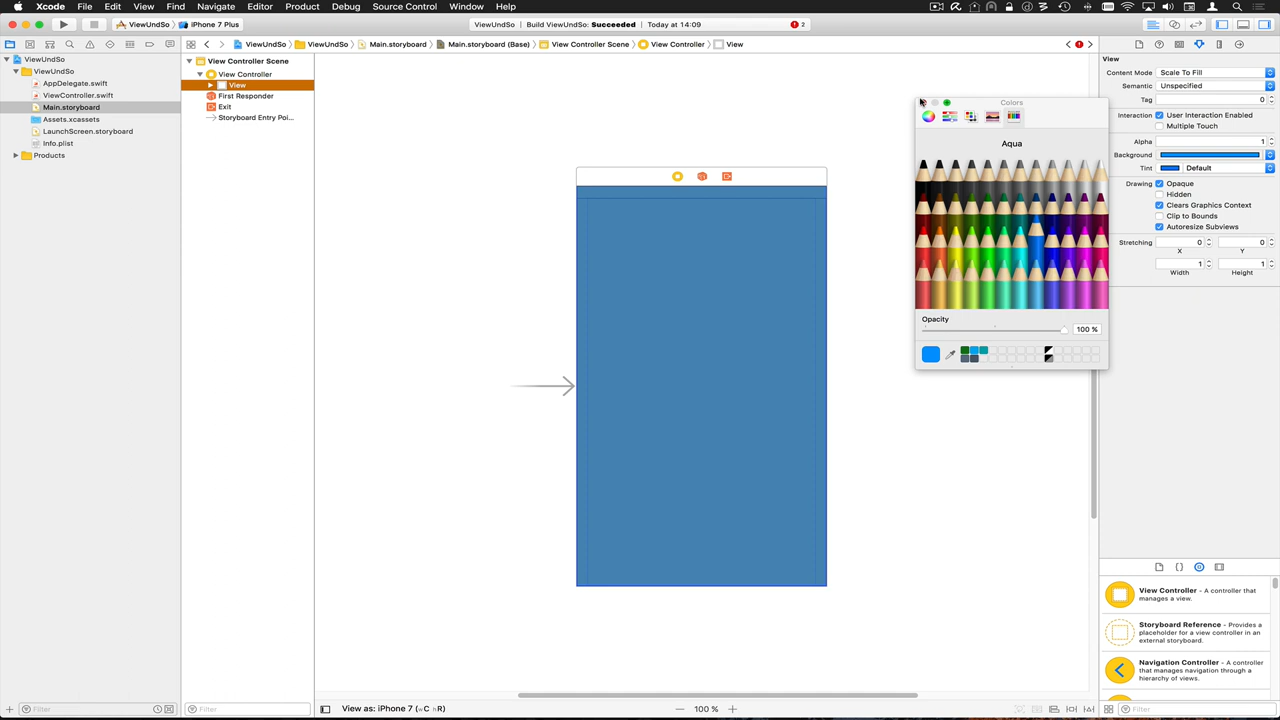 Xcode File Edit View Find Navigate Editor Product Debug Source Control Window Help
ViewUndSo iPhone 7 Plus ViewUndSo Build ViewUndSo: Succeeded Today at 14:09 2
ViewUndSo ViewUndSo Main.storyboard Main.storyboard (Base) View Controller Scene View Controller View
ViewUndSo
ViewUndSo
AppDelegate.swift
ViewController.swift
Main.storyboard
Assets.xcassets
LaunchScreen.storyboard
Info.plist
Products
View Controller Scene
View Controller
View
First Responder
Exit
Storyboard Entry Poi...
Colors
Aqua
Opacity
100 %
View
Content Mode Scale To Fill
Semantic Unspecified
Tag 0
Interaction User Interaction Enabled
Multiple Touch
Alpha 1
Background
Tint Default
Drawing Opaque
Hidden
Clears Graphics Context
Clip to Bounds
Autoresize Subviews
Stretching 0 0
X Y
1 1
Width Height
View Controller - A controller that
manages a view.
Storyboard Reference - Provides a
placeholder for a view controller in an
external storyboard.
Navigation Controller - A controller
that manages navigation through a
hierarchy of views.
Filter
Filter
View as: iPhone 7 (wC hR)
100 %
Filter